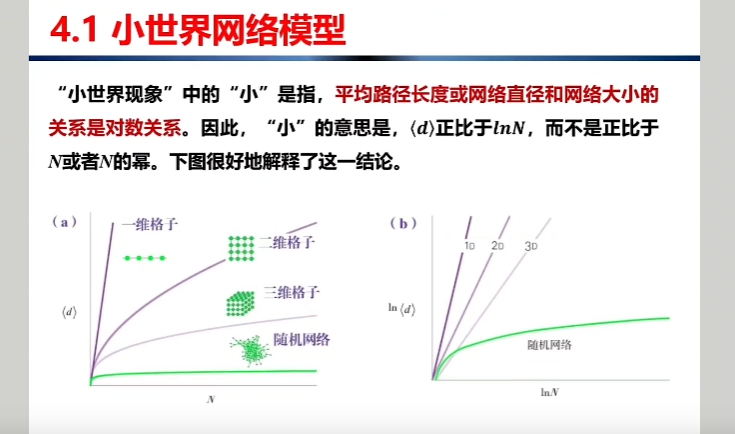 4.1 小世界网络模型
“小世界现象”中的“小”是指，平均路径长度或网络直径和网络大小的
关系是对数关系。因此，“小”的意思是，⟨d⟩正比于lnN，而不是正比于
N或者N的幂。下图很好地解释了这一结论。
(a)
一维格子
二维格子
三维格子
随机网络
⟨d⟩
N
(b)
1D 2D 3D
ln⟨d⟩
随机网络
lnN